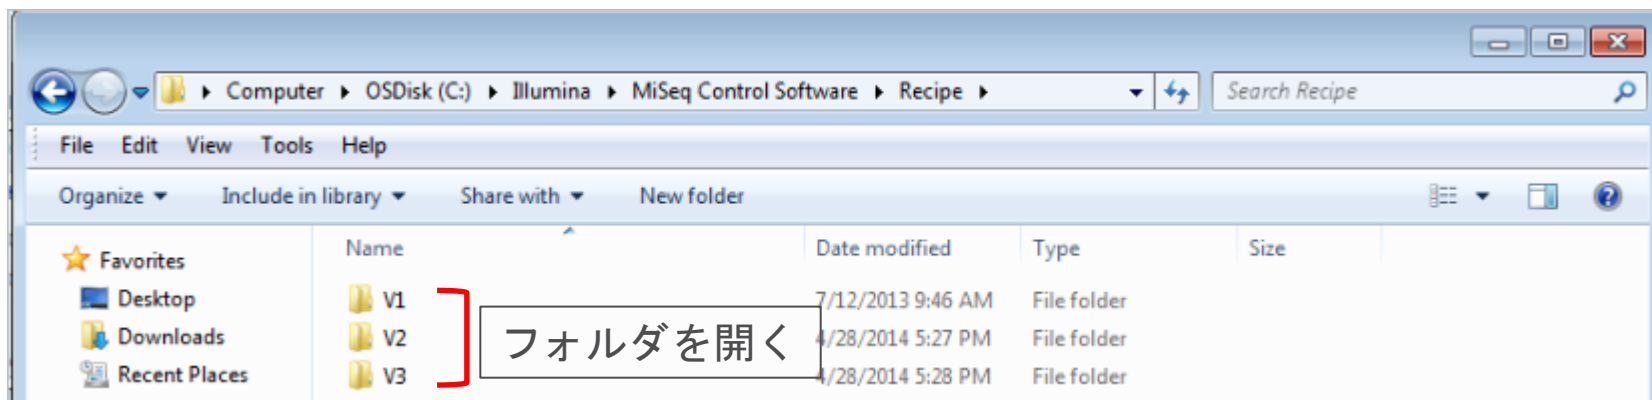 Computer ▸ OSDisk (C:) ▸ Illumina ▸ MiSeq Control Software ▸ Recipe ▸ Search Recipe
File Edit View Tools Help
Organize Include in library Share with New folder
Favorites Name Date modified Type Size
Desktop V1 7/12/2013 9:46 AM File folder
Downloads V2 4/28/2014 5:27 PM File folder
Recent Places V3 4/28/2014 5:28 PM File folder
フォルダを開く